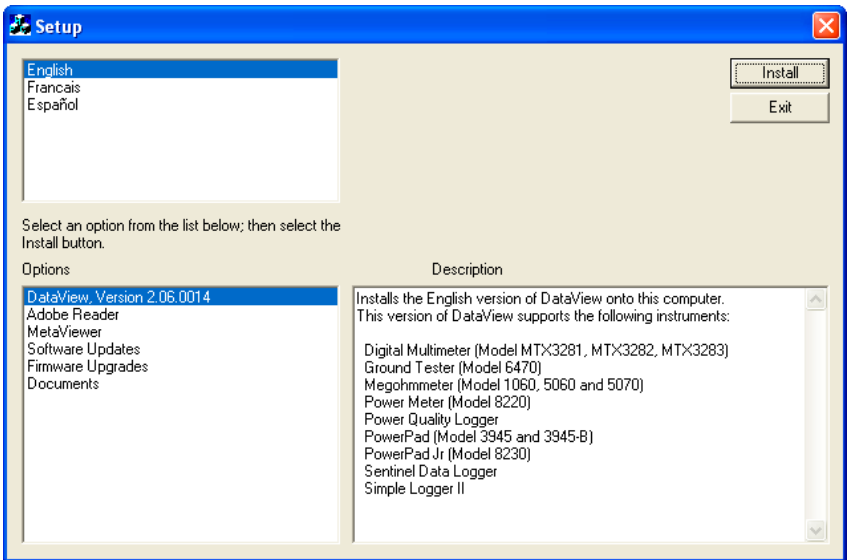 Setup
English
Francais
Español
Install
Exit
Select an option from the list below; then select the
Install button.
Options
DataView, Version 2.06.0014
Adobe Reader
MetaViewer
Software Updates
Firmware Upgrades
Documents
Description
Installs the English version of DataView onto this computer.
This version of DataView supports the following instruments:
Digital Multimeter (Model MTX3281, MTX3282, MTX3283)
Ground Tester (Model 6470)
Megohmmeter (Model 1060, 5060 and 5070)
Power Meter (Model 8220)
Power Quality Logger
PowerPad (Model 3945 and 3945-B)
PowerPad Jr (Model 8230)
Sentinel Data Logger
Simple Logger II